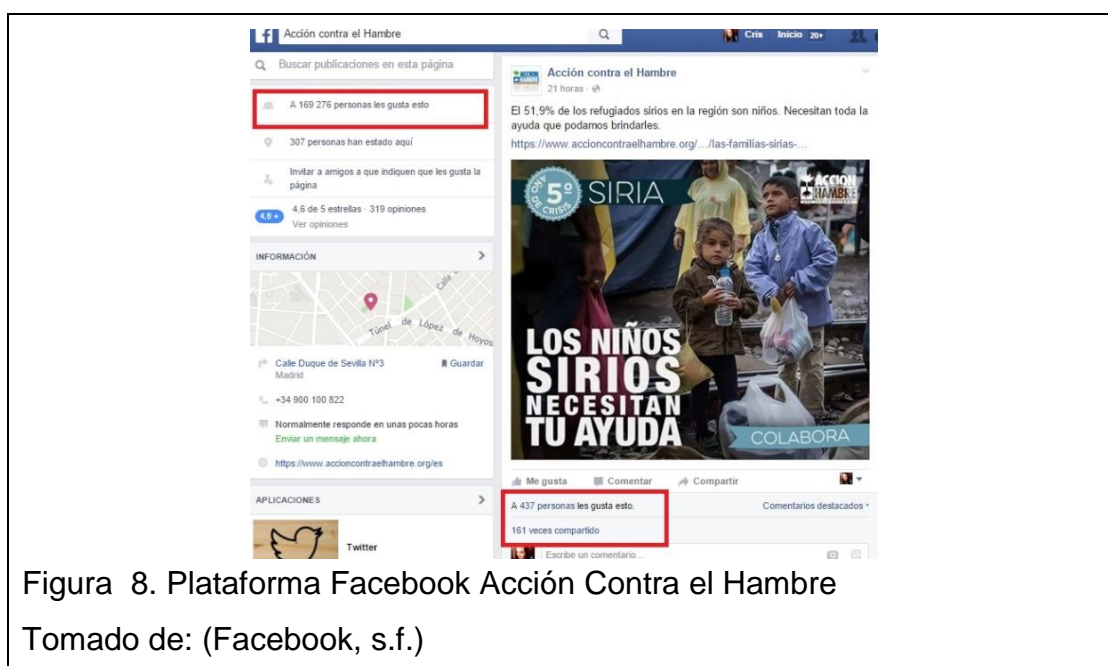 Acción contra el Hambre
Cris Inicio 20+
Buscar publicaciones en esta página
A 169 276 personas les gusta esto
307 personas han estado aquí
Invitar a amigos a que indiquen que les gusta la
página
4,6
4,6 de 5 estrellas · 319 opiniones
Ver opiniones
INFORMACIÓN
Calle
Túnel de López de Hoyos
Calle Duque de Sevilla Nº3
Guardar
Madrid
+34 900 100 822
Normalmente responde en unas pocas horas
Enviar un mensaje ahora
https://www.accioncontraelhambre.org/es
APLICACIONES
Twitter
Acción contra el Hambre
21 horas
El 51,9% de los refugiados sirios en la región son niños. Necesitan toda la
ayuda que podamos brindarles.
https://www.accioncontraelhambre.org/.../las-familias-sirias-...
AÑO 5º DE CRISIS
SIRIA
ACCION
HAMBRE
LOS NIÑOS
SIRIOS
NECESITAN
TU AYUDA
COLABORA
Me gusta Comentar Compartir
A 437 personas les gusta esto.
Comentarios destacados
161 veces compartido
Escribe un comentario...
Figura 8. Plataforma Facebook Acción Contra el Hambre
Tomado de: (Facebook, s.f.)